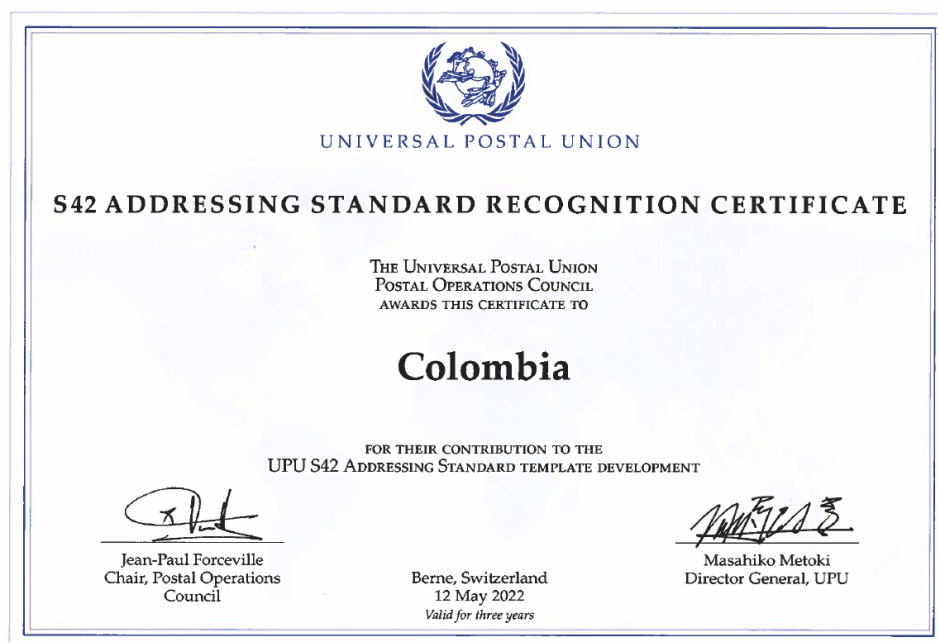 UNIVERSAL POSTAL UNION
S42 ADDRESSING STANDARD RECOGNITION CERTIFICATE
THE UNIVERSAL POSTAL UNION
POSTAL OPERATIONS COUNCIL
AWARDS THIS CERTIFICATE TO
Colombia
FOR THEIR CONTRIBUTION TO THE
UPU S42 ADDRESSING STANDARD TEMPLATE DEVELOPMENT
Jean-Paul Forceville
Chair, Postal Operations
Council
Berne, Switzerland
12 May 2022
Valid for three years
Masahiko Metoki
Director General, UPU